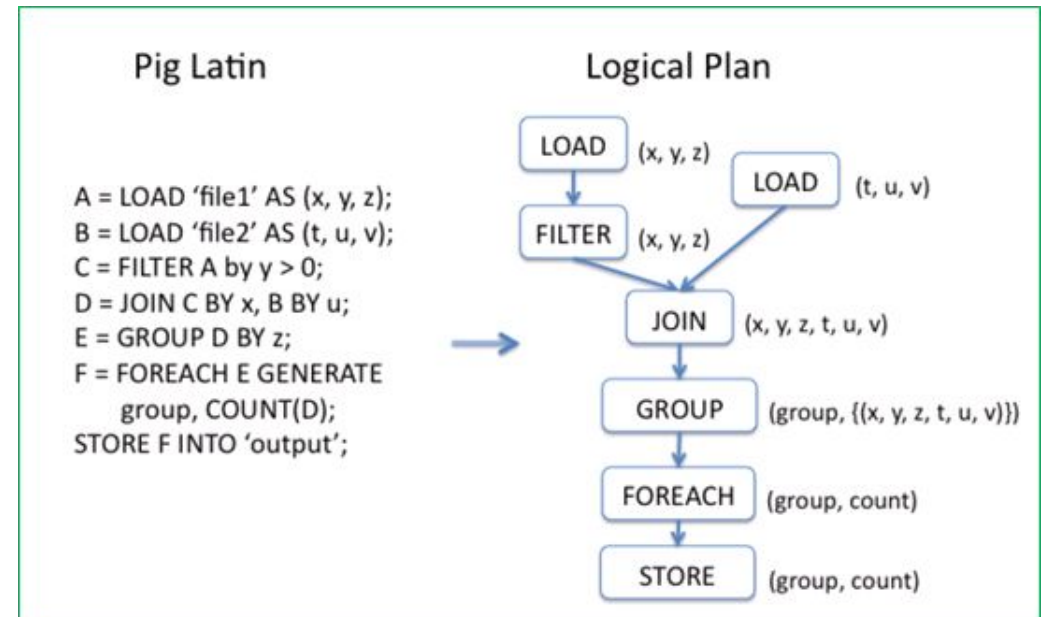 Pig Latin
A = LOAD ‘file1’ AS (x, y, z);
B = LOAD ‘file2’ AS (t, u, v);
C = FILTER A by y > 0;
D = JOIN C BY x, B BY u;
E = GROUP D BY z;
F = FOREACH E GENERATE
group, COUNT(D);
STORE F INTO ‘output’;
Logical Plan
LOAD (x, y, z)
LOAD (t, u, v)
FILTER (x, y, z)
JOIN (x, y, z, t, u, v)
GROUP (group, {(x, y, z, t, u, v)})
FOREACH (group, count)
STORE (group, count)